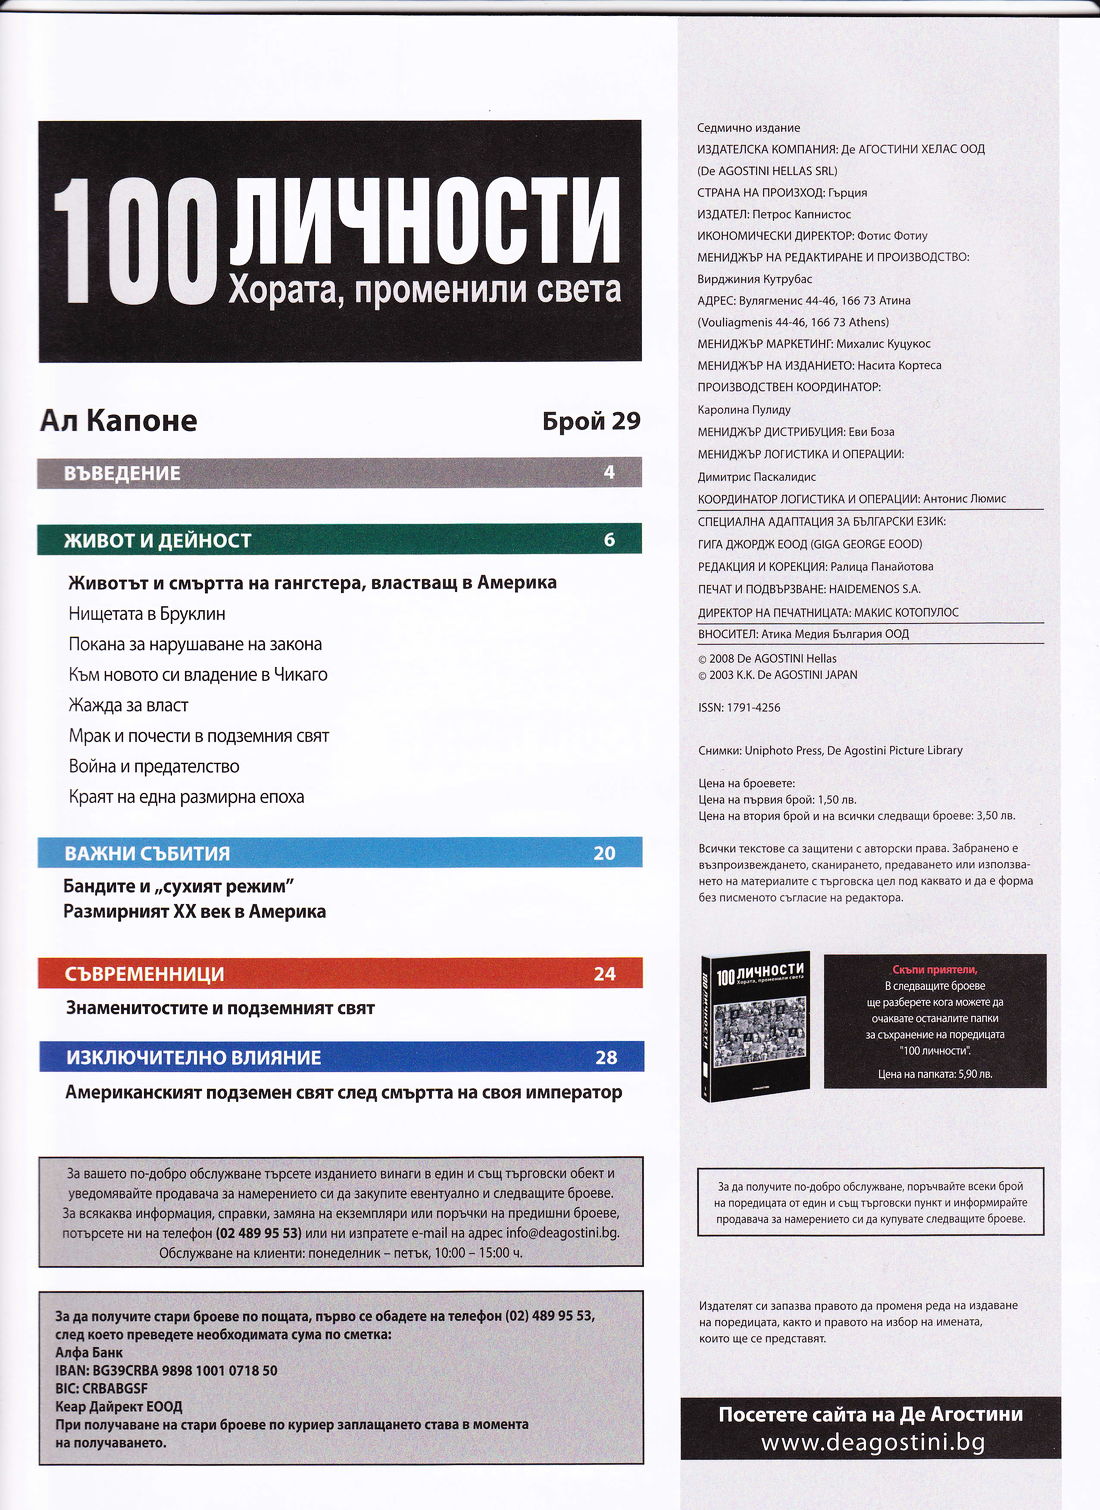 100 ЛИЧНОСТИ
Хората, променили света
Ал Капоне
Брой 29
ВЪВЕДЕНИЕ 4
ЖИВОТ И ДЕЙНОСТ 6
Животът и смъртта на гангстера, властващ в Америка
Нищетата в Бруклин
Покана за нарушаване на закона
Към новото си владение в Чикаго
Жажда за власт
Мрак и почести в подземния свят
Война и предателство
Краят на една размирна епоха
ВАЖНИ СЪБИТИЯ 20
Бандите и „сухият режим”
Размирният XX век в Америка
СЪВРЕМЕННИЦИ 24
Знаменитостите и подземният свят
ИЗКЛЮЧИТЕЛНО ВЛИЯНИЕ 28
Американският подземен свят след смъртта на своя император
За вашето по-добро обслужване търсете изданието винаги в един и същ търговски обект и
уведомявайте продавача за намерението си да закупите евентуално и следващите броеве.
За всякаква информация, справки, замяна на екземпляри или поръчки на предишни броеве,
потърсете ни на телефон (02 489 95 53) или ни изпратете e-mail на адрес info@deagostini.bg.
Обслужване на клиенти: понеделник – петък, 10:00 – 15:00 ч.
За да получите стари броеве по пощата, първо се обадете на телефон (02) 489 95 53,
след което преведете необходимата сума по сметка:
Алфа Банк
IBAN: BG39CRBA 9898 1001 0718 50
BIC: CRBABGSF
Кеар Дайрект ЕООД
При получаване на стари броеве по куриер заплащането става в момента
на получаването.
Седмично издание
ИЗДАТЕЛСКА КОМПАНИЯ: Де АГОСТИНИ ХЕЛАС ООД
(De AGOSTINI HELLAS SRL)
СТРАНА НА ПРОИЗХОД: Гърция
ИЗДАТЕЛ: Петрос Капнистос
ИКОНОМИЧЕСКИ ДИРЕКТОР: Фотис Фотиу
МЕНИДЖЪР НА РЕДАКТИРАНЕ И ПРОИЗВОДСТВО:
Вирджиния Кутрубас
АДРЕС: Вулягменис 44-46, 166 73 Атина
(Vouliagmenis 44-46, 166 73 Athens)
МЕНИДЖЪР МАРКЕТИНГ: Михалис Куцукос
МЕНИДЖЪР НА ИЗДАНИЕТО: Насита Кортеса
ПРОИЗВОДСТВЕН КООРДИНАТОР:
Каролина Пулиду
МЕНИДЖЪР ДИСТРИБУЦИЯ: Еви Боза
МЕНИДЖЪР ЛОГИСТИКА И ОПЕРАЦИИ:
Димитрис Паскалидис
КООРДИНАТОР ЛОГИСТИКА И ОПЕРАЦИИ: Антонис Люмис
СПЕЦИАЛНА АДАПТАЦИЯ ЗА БЪЛГАРСКИ ЕЗИК:
ГИГА ДЖОРДЖ ЕООД (GIGA GEORGE EOOD)
РЕДАКЦИЯ И КОРЕКЦИЯ: Ралица Панайотова
ПЕЧАТ И ПОДВЪРЗВАНЕ: HAIDEMENOS S.A.
ДИРЕКТОР НА ПЕЧАТНИЦАТА: МАКИС КОТОПУЛОС
ВНОСИТЕЛ: Атика Медия България ООД
© 2008 De AGOSTINI Hellas
© 2003 K.K. De AGOSTINI JAPAN
ISSN: 1791-4256
Снимки: Uniphoto Press, De Agostini Picture Library
Цена на броевете:
Цена на първия брой: 1,50 лв.
Цена на втория брой и на всички следващи броеве: 3,50 лв.
Всички текстове са защитени с авторски права. Забранено е
възпроизвеждането, сканирането, предаването или използва-
нето на материалите с търговска цел под каквато и да е форма
без писменото съгласие на редактора.
100 ЛИЧНОСТИ
100 ЛИЧНОСТИ
Хората, променили света
Скъпи приятели,
В следващите броеве
ще разберете кога можете да
очаквате останалите папки
за съхранение на поредицата
"100 личности".
Цена на папката: 5,90 лв.
За да получите по-добро обслужване, поръчвайте всеки брой
на поредицата от един и същ търговски пункт и информирайте
продавача за намерението си да купувате следващите броеве.
Издателят си запазва правото да променя реда на издаване
на поредицата, както и правото на избор на имената,
които ще се представят.
Посетете сайта на Де Агостини
www.deagostini.bg